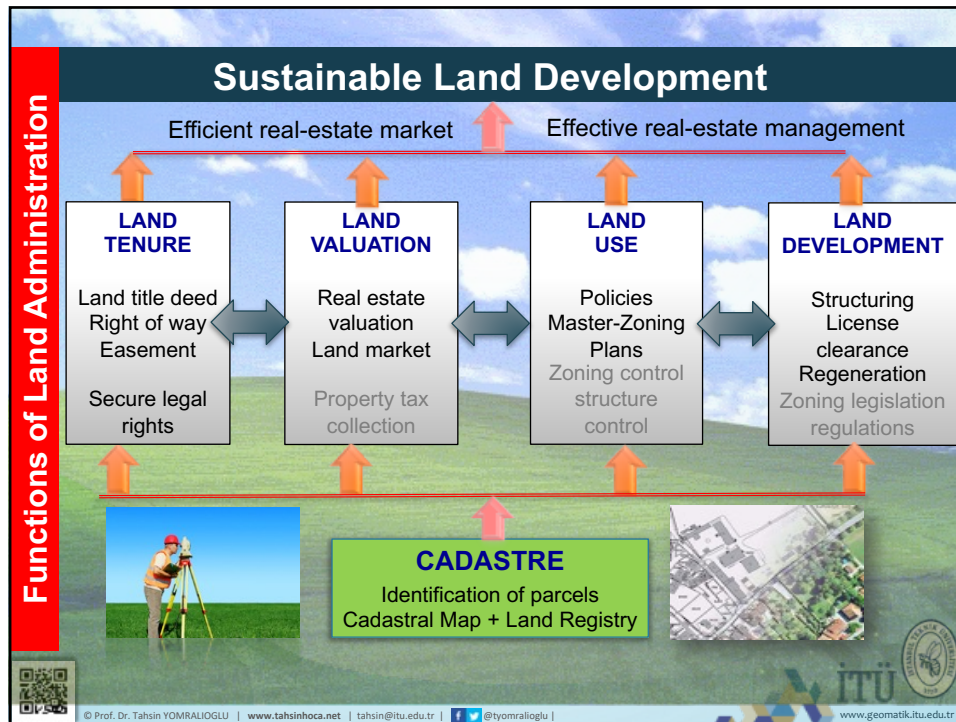 Functions of Land Administration
Sustainable Land Development
Efficient real-estate market
Effective real-estate management
LAND
TENURE
Land title deed
Right of way
Easement
Secure legal
rights
LAND
VALUATION
Real estate
valuation
Land market
Property tax
collection
LAND
USE
Policies
Master-Zoning
Plans
Zoning control
structure
control
LAND
DEVELOPMENT
Structuring
License
clearance
Regeneration
Zoning legislation
regulations
CADASTRE
Identification of parcels
Cadastral Map + Land Registry
İTÜ
© Prof. Dr. Tahsin YOMRALIOGLU | www.tahsinhoca.net | tahsin@itu.edu.tr | @tyomralioglu |
www.geomatik.itu.edu.tr